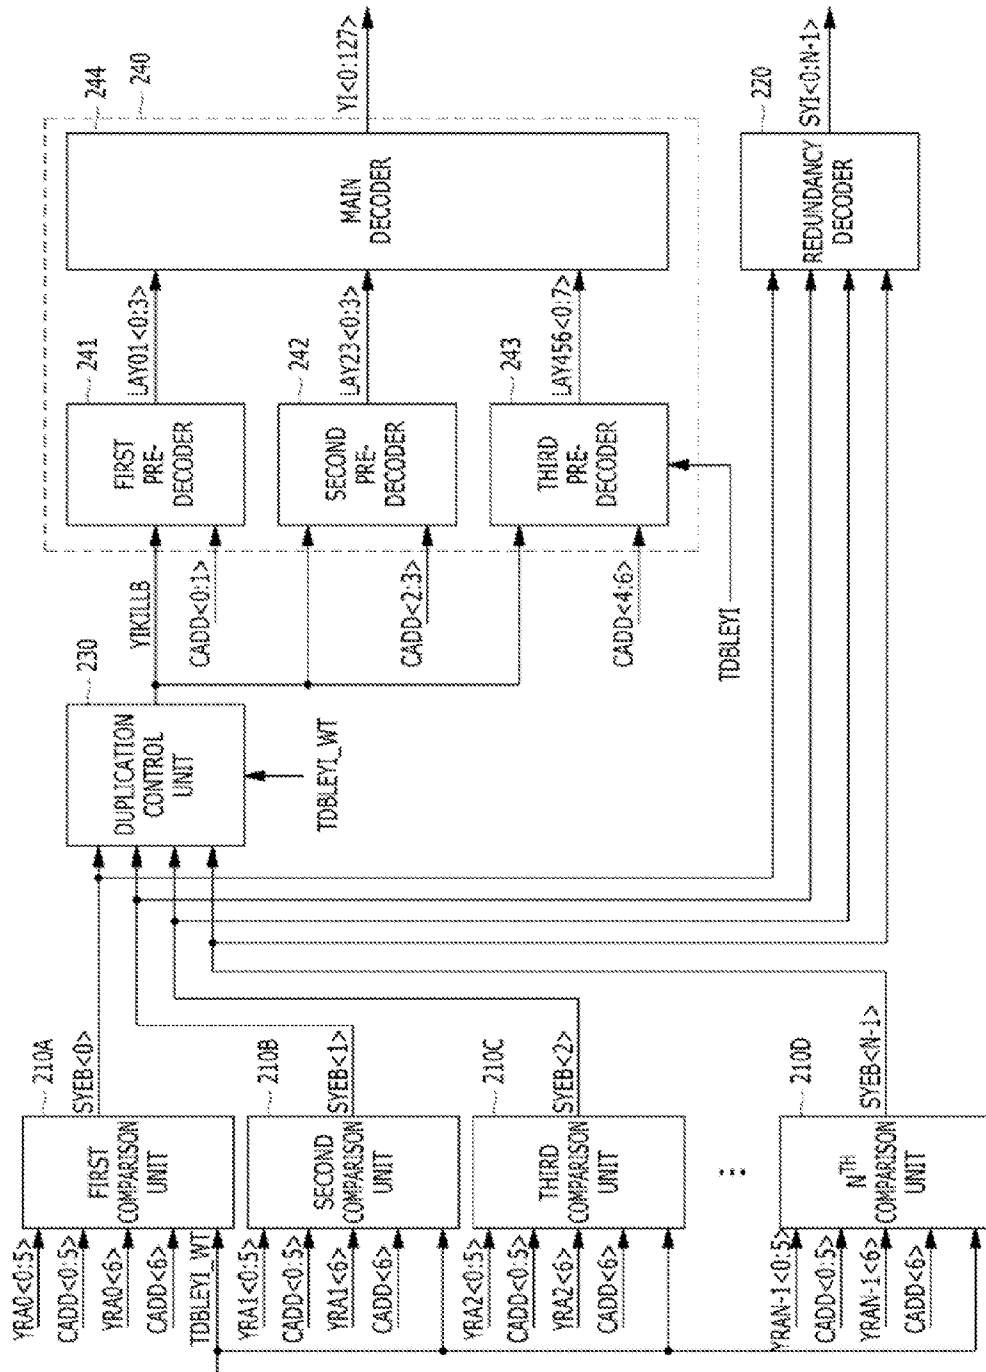 YRA0<0:5>
CADD<0:5>
YRA0<6>
CADD<6>
TDBLEYI_WT
FIRST
COMPARISON
UNIT
210A
SYEB<0>
YRA1<0:5>
CADD<0:5>
YRA1<6>
CADD<6>
SECOND
COMPARISON
UNIT
210B
SYEB<1>
YRA2<0:5>
CADD<0:5>
YRA2<6>
CADD<6>
THIRD
COMPARISON
UNIT
210C
SYEB<2>
...
YRAN-1<0:5>
CADD<0:5>
YRAN-1<6>
CADD<6>
NTH
COMPARISON
UNIT
210D
SYEB<N-1>
DUPLICATION
CONTROL
UNIT
230
TDBLEYI_WT
YIKILLB
CADD<0:1>
FIRST
PRE-
DECODER
241
LAY01<0:3>
CADD<2:3>
SECOND
PRE-
DECODER
242
LAY23<0:3>
CADD<4:6>
THIRD
PRE-
DECODER
243
LAY456<0:7>
TDBLEYI
MAIN
DECODER
244
240
YI<0:127>
REDUNDANCY
DECODER
220
SYI<0:N-1>